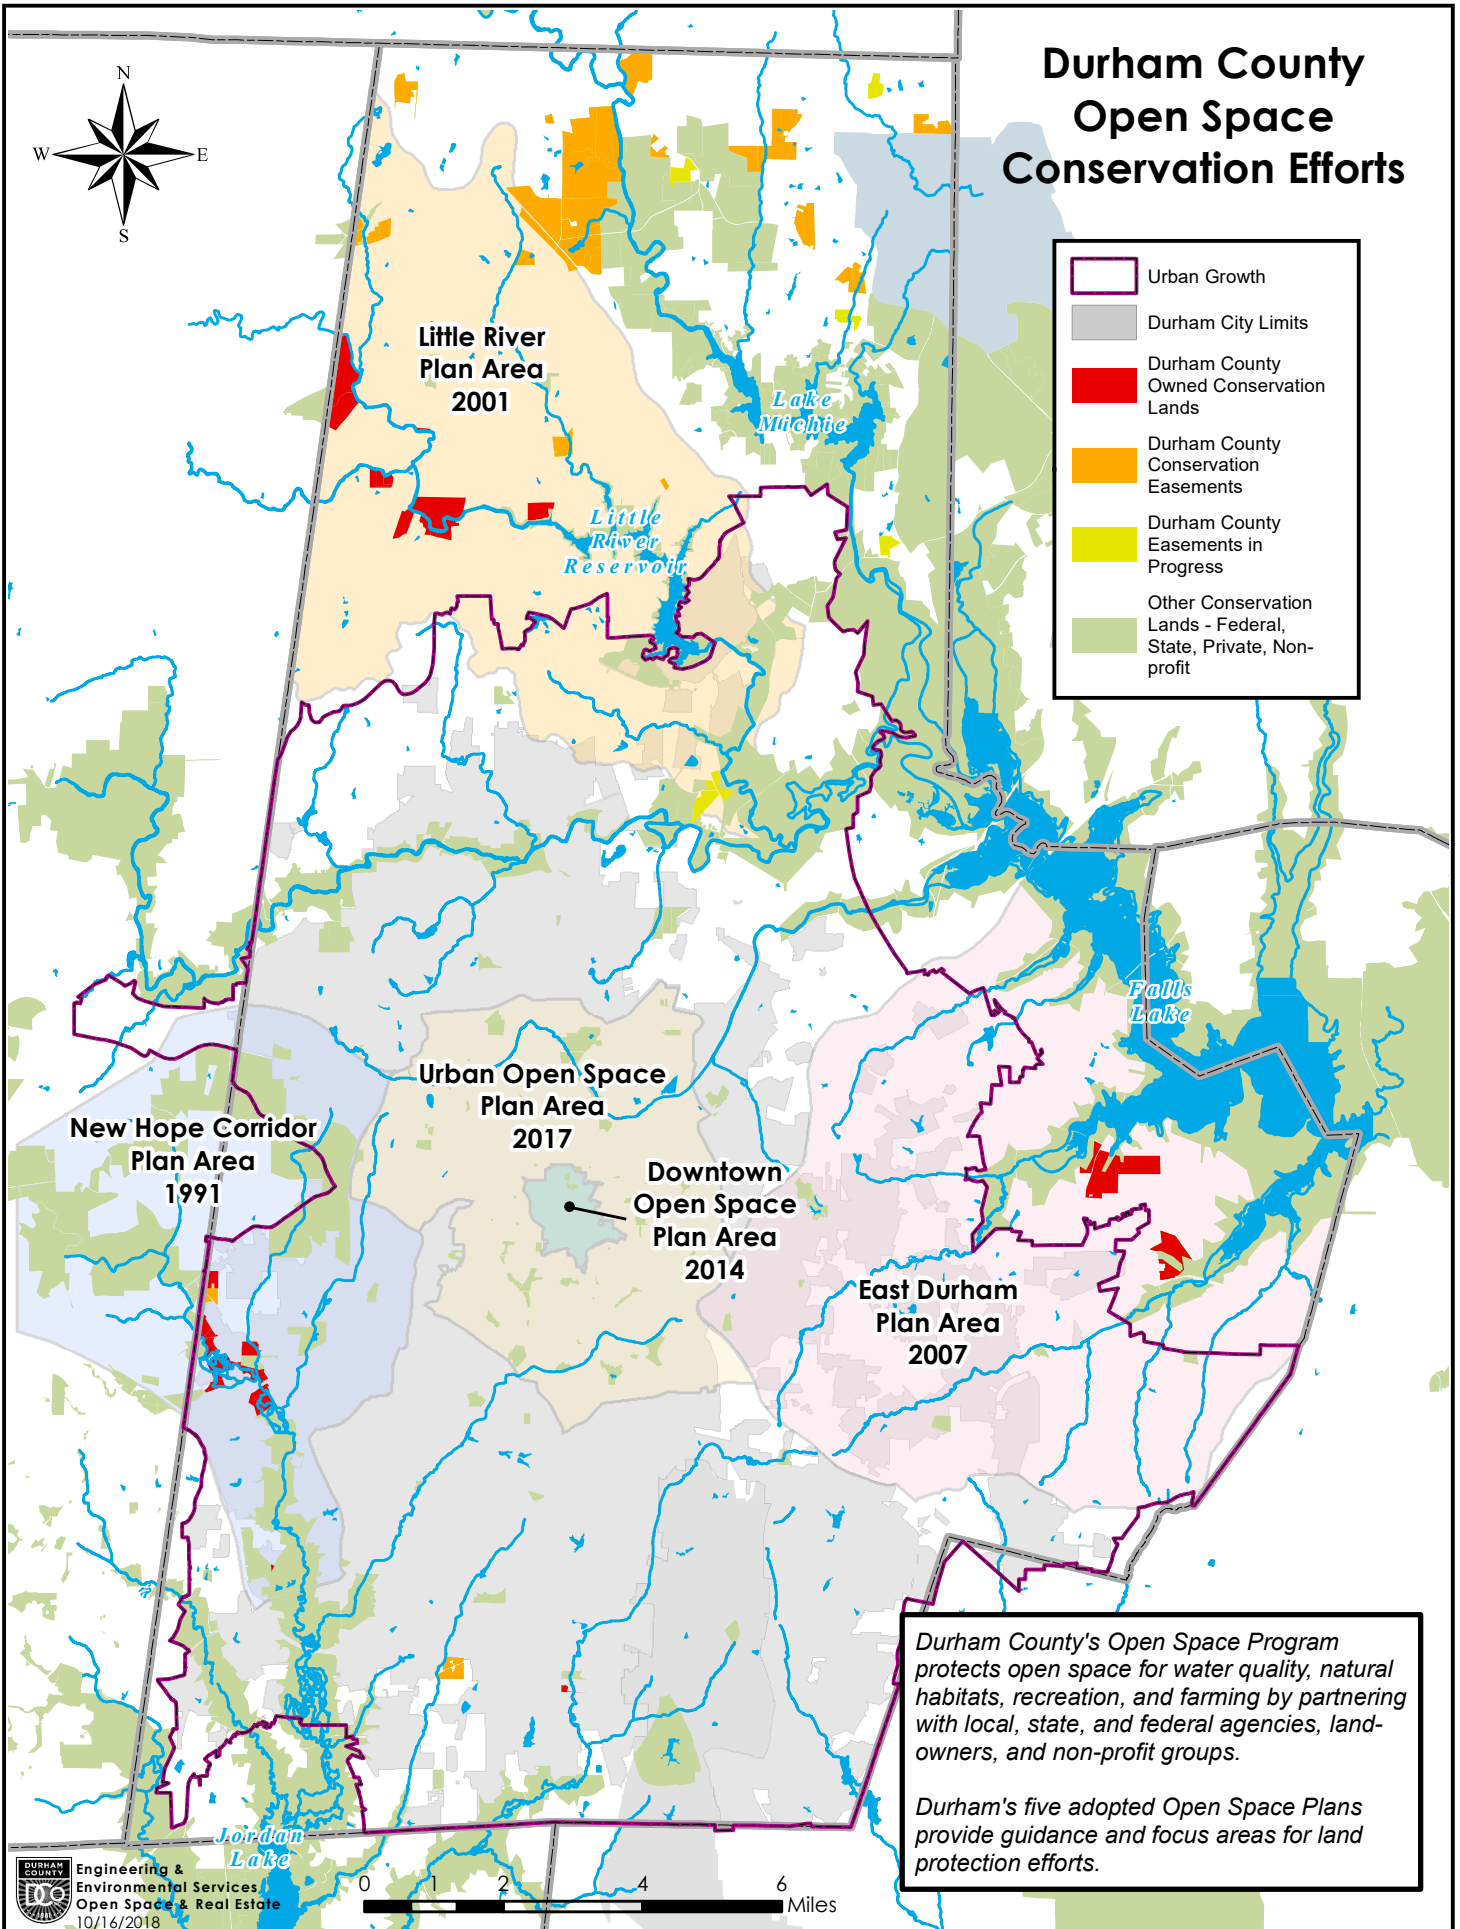 Durham County
Open Space
Conservation Efforts
N
W
E
S
Urban Growth
Durham City Limits
Durham County
Owned Conservation
Lands
Durham County
Conservation
Easements
Durham County
Easements in
Progress
Other Conservation
Lands - Federal,
State, Private, Non-
profit
Little River
Plan Area
2001
Lake
Michie
Little
River
Reservoir
Falls
Lake
Urban Open Space
Plan Area
2017
New Hope Corridor
Plan Area
1991
Downtown
Open Space
Plan Area
2014
East Durham
Plan Area
2007
Durham County's Open Space Program
protects open space for water quality, natural
habitats, recreation, and farming by partnering
with local, state, and federal agencies, land-
owners, and non-profit groups.
Durham's five adopted Open Space Plans
provide guidance and focus areas for land
protection efforts.
Jordan
Lake
DURHAM
COUNTY
DCO
1881
Engineering &
Environmental Services
Open Space & Real Estate
10/16/2018
0 1 2 4 6
Miles